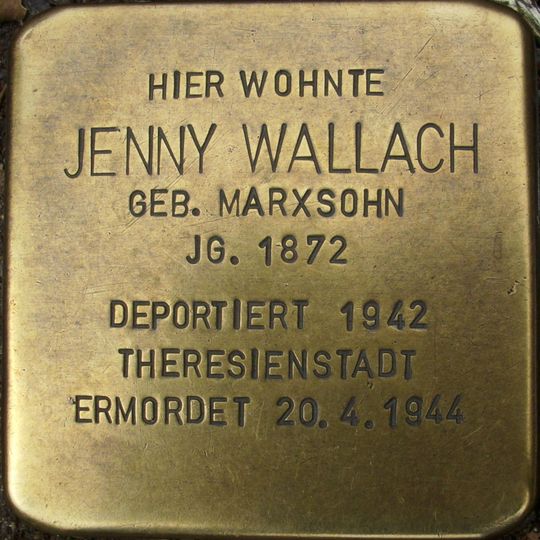 HIER WOHNTE
JENNY WALLACH
GEB. MARXSOHN
JG. 1872
DEPORTIERT 1942
THERESIENSTADT
ERMORDET 20.4.1944